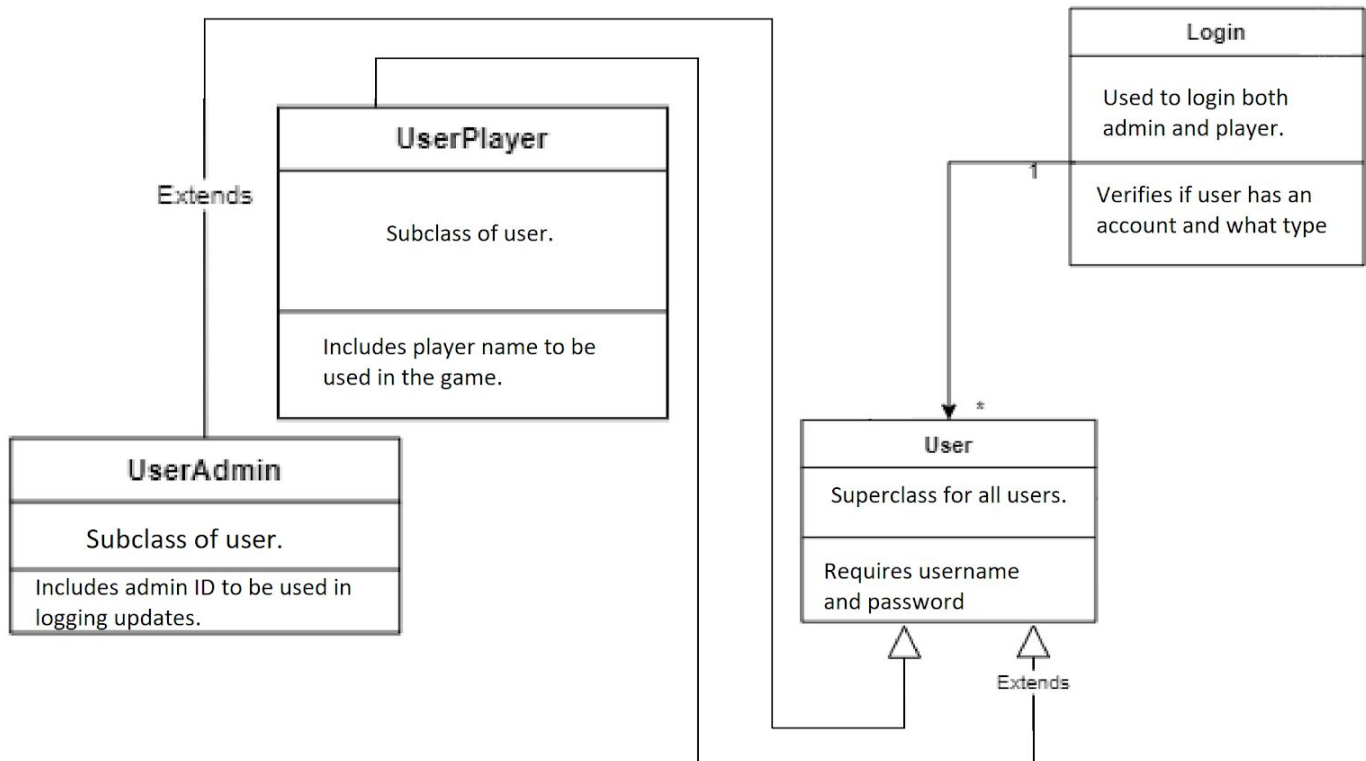 Login
Used to login both
admin and player.
1
Verifies if user has an
account and what type
UserPlayer
Extends
Subclass of user.
Includes player name to be
used in the game.
*
User
Superclass for all users.
Requires username
and password
Extends
UserAdmin
Subclass of user.
Includes admin ID to be used in
logging updates.